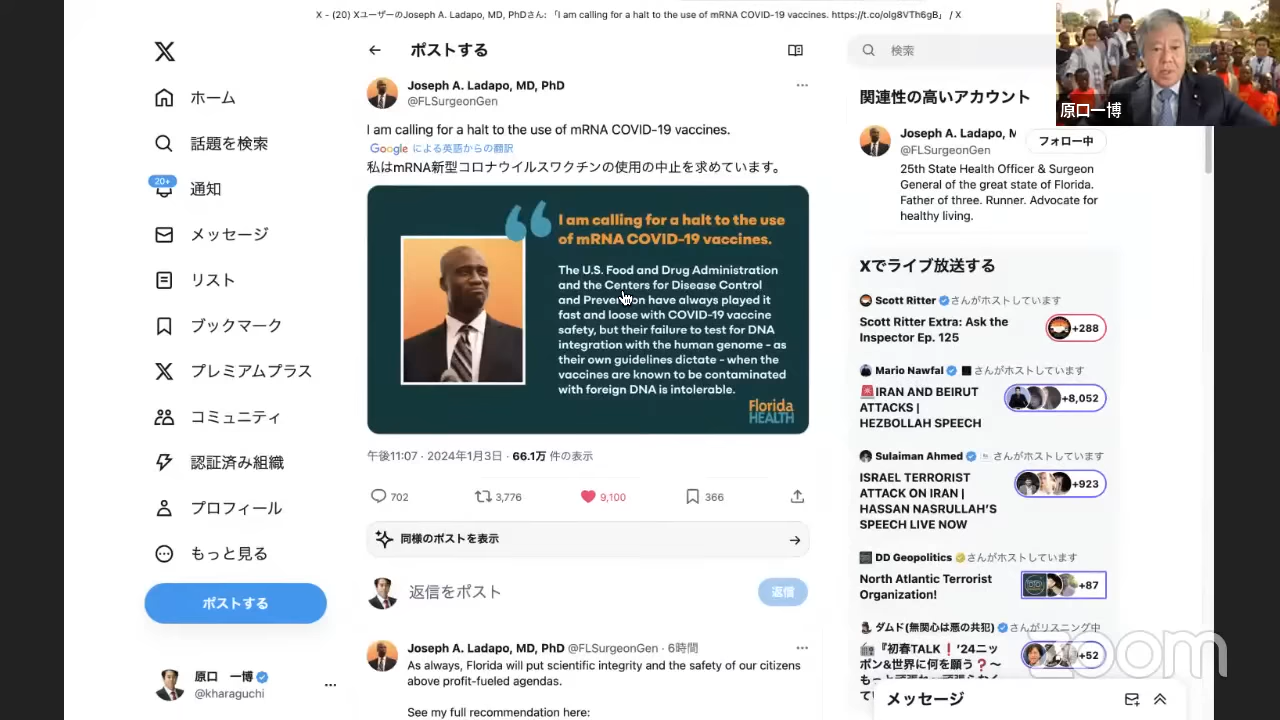 X - (20) XユーザーのJoseph A. Ladapo, MD, PhDさん: 「I am calling for a halt to the use of mRNA COVID-19 vaccines. https://t.co/olg8VTh6gB」 / X
ホーム
話題を検索
20+
通知
メッセージ
リスト
ブックマーク
プレミアムプラス
コミュニティ
認証済み組織
プロフィール
もっと見る
ポストする
原口 一博
@kharaguchi
ポストする
Joseph A. Ladapo, MD, PhD
@FLSurgeonGen
I am calling for a halt to the use of mRNA COVID-19 vaccines.
Google による英語からの翻訳
私はmRNA新型コロナウイルスワクチンの使用の中止を求めています。
I am calling for a halt to the use
of mRNA COVID-19 vaccines.
The U.S. Food and Drug Administration
and the Centers for Disease Control
and Prevention have always played it
fast and loose with COVID-19 vaccine
safety, but their failure to test for DNA
integration with the human genome - as
their own guidelines dictate - when the
vaccines are known to be contaminated
with foreign DNA is intolerable.
Florida
HEALTH
午後11:07 · 2024年1月3日 · 66.1万 件の表示
702
3,776
9,100
366
同様のポストを表示
返信をポスト
返信
Joseph A. Ladapo, MD, PhD @FLSurgeonGen · 6時間
As always, Florida will put scientific integrity and the safety of our citizens
above profit-fueled agendas.
See my full recommendation here:
検索
原口一博
関連性の高いアカウント
Joseph A. Ladapo, M
@FLSurgeonGen
フォロー中
25th State Health Officer & Surgeon
General of the great state of Florida.
Father of three. Runner. Advocate for
healthy living.
Xでライブ放送する
Scott Ritter さんがホストしています
Scott Ritter Extra: Ask the
Inspector Ep. 125
+288
Mario Nawfal さんがホストしています
IRAN AND BEIRUT
ATTACKS |
HEZBOLLAH SPEECH
+8,052
Sulaiman Ahmed さんがホストしています
ISRAEL TERRORIST
ATTACK ON IRAN |
HASSAN NASRULLAH'S
SPEECH LIVE NOW
+923
DD Geopolitics さんがホストしています
North Atlantic Terrorist
Organization!
+87
ダムド(無関心は悪の共犯) さんがリスニング中
『初春TALK❗'24ニッ
ポン&世界に何を願う❓〜
+52
zoom
メッセージ